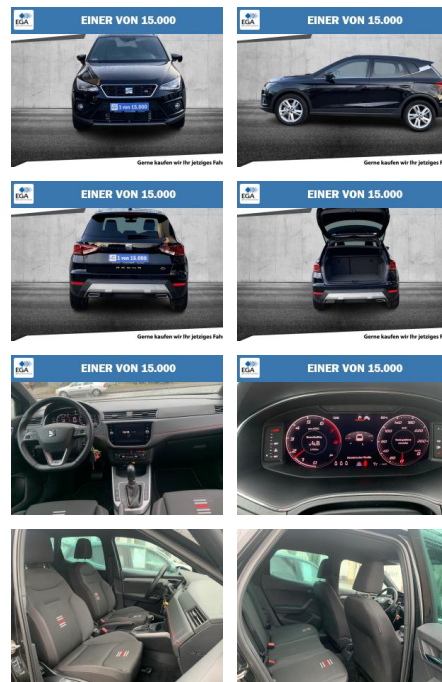 EGA
EINER VON 15.000
EGA
EINER VON 15.000
1 von 15.000
Gerne kaufen wir Ihr jetziges Fah
Gerne kaufen wir Ihr jetziges F
EGA
EINER VON 15.000
EGA
EINER VON 15.000
1 von 15.000
Gerne kaufen wir Ihr jetziges Fahr
Gerne kaufen wir Ihr jetziges F
EGA
EINER VON 15.000
EGA
EINER VON 15.000